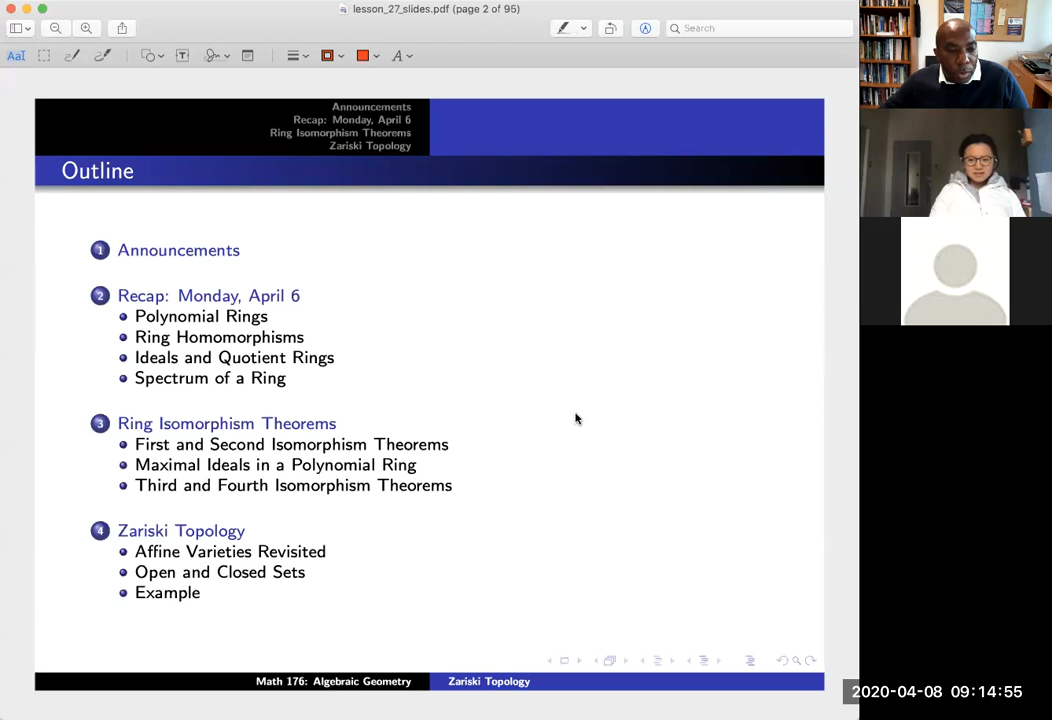 lesson_27_slides.pdf (page 2 of 95)
Search
AaI
T
A
Announcements
Recap: Monday, April 6
Ring Isomorphism Theorems
Zariski Topology
Outline
1 Announcements
2 Recap: Monday, April 6
Polynomial Rings
Ring Homomorphisms
Ideals and Quotient Rings
Spectrum of a Ring
3 Ring Isomorphism Theorems
First and Second Isomorphism Theorems
Maximal Ideals in a Polynomial Ring
Third and Fourth Isomorphism Theorems
4 Zariski Topology
Affine Varieties Revisited
Open and Closed Sets
Example
Math 176: Algebraic Geometry
Zariski Topology
2020-04-08 09:14:55